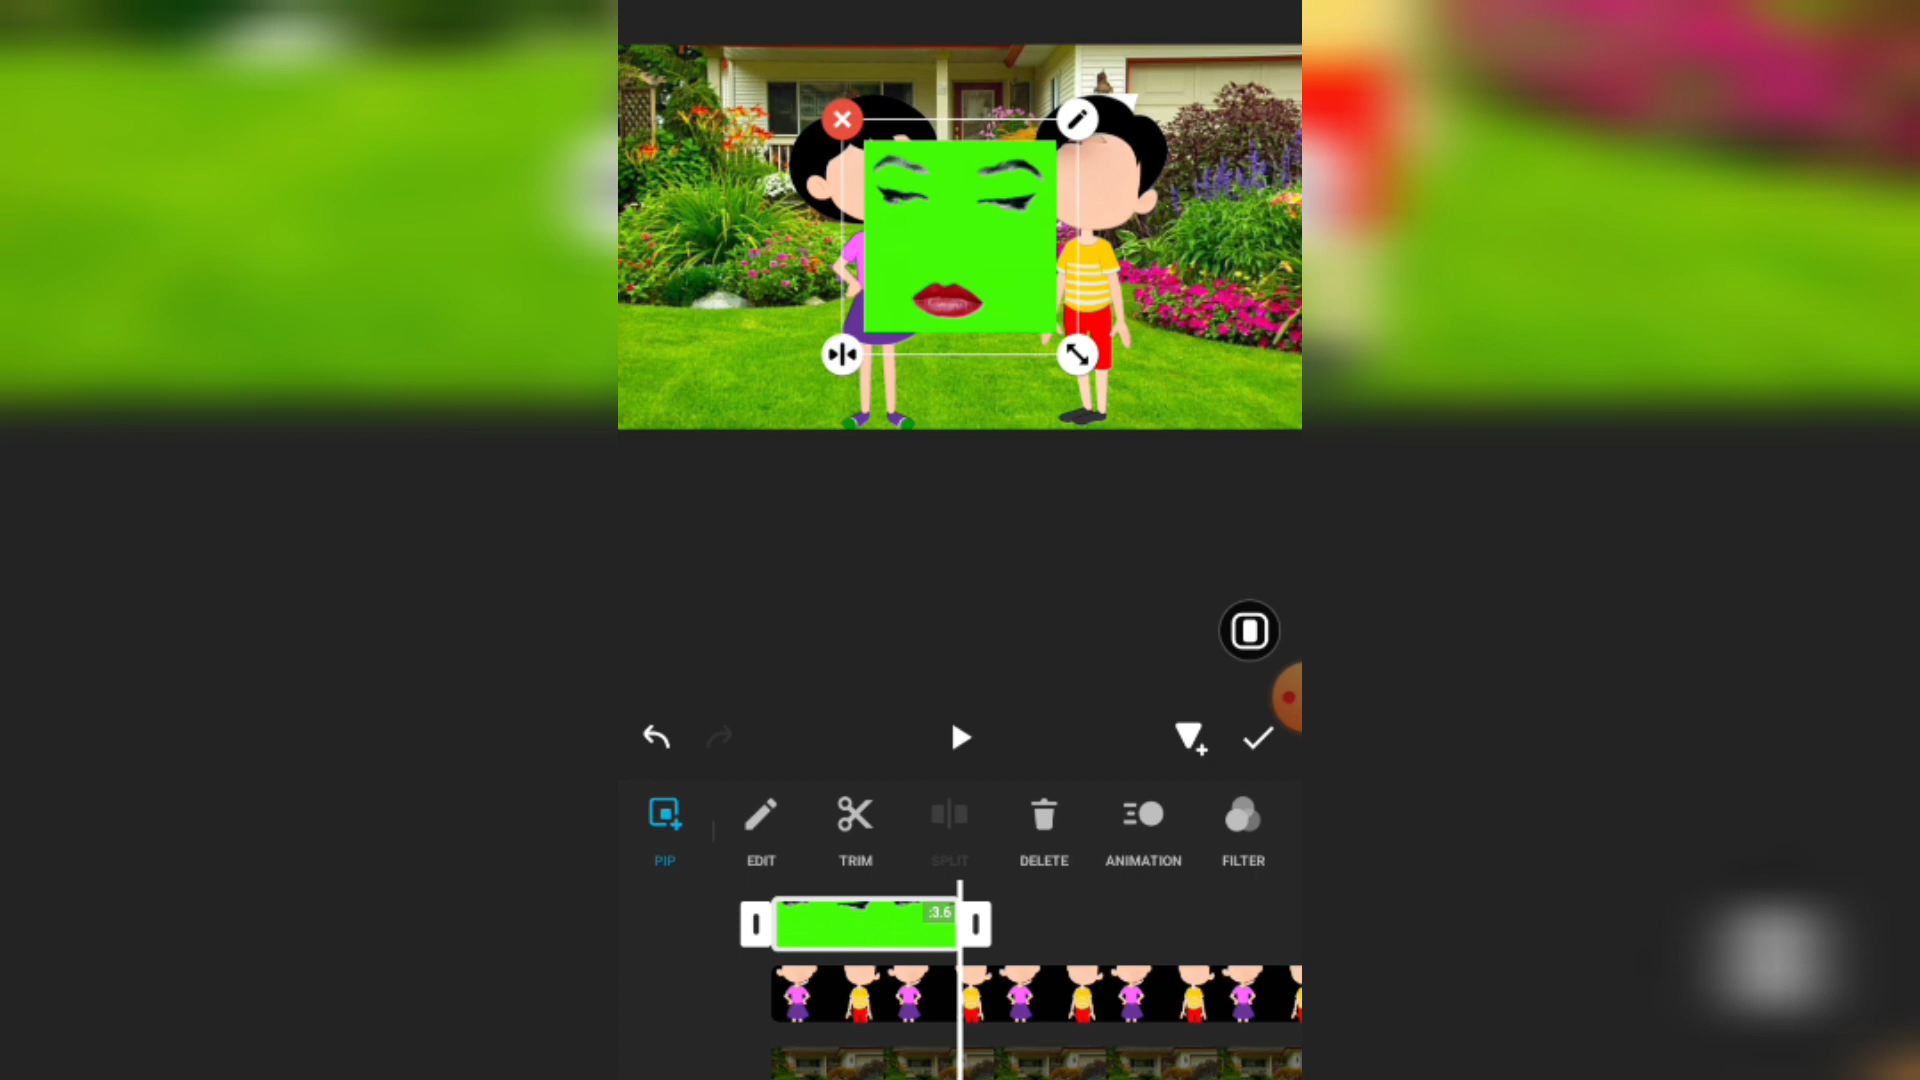 PIP
EDIT
TRIM
SPLIT
DELETE
ANIMATION
FILTER
:3.6